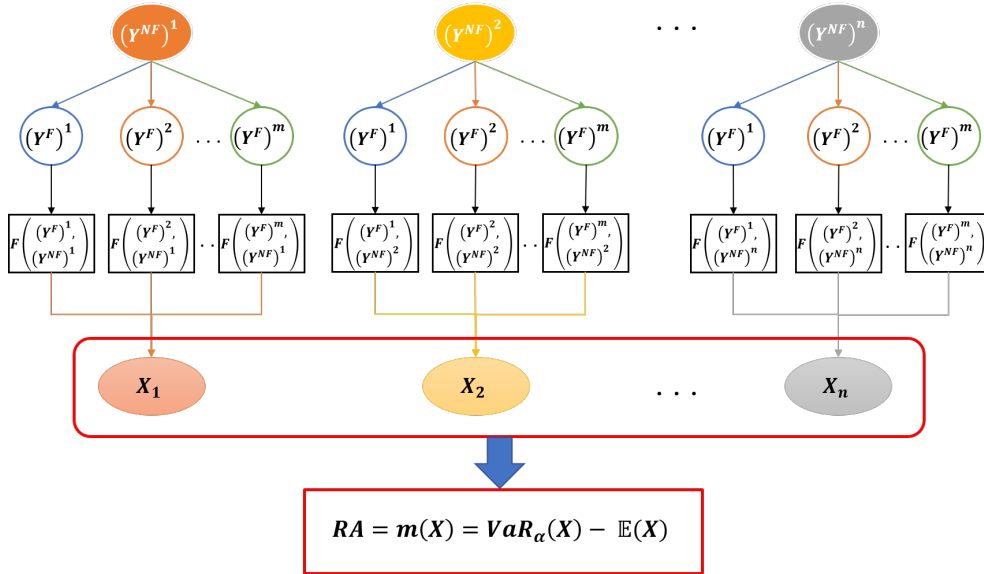 (Y^{NF})^1 (Y^{NF})^2 . . . (Y^{NF})^n
(Y^F)^1 (Y^F)^2 . . . (Y^F)^m (Y^F)^1 (Y^F)^2 . . . (Y^F)^m (Y^F)^1 (Y^F)^2 . . . (Y^F)^m
F((Y^F)^1, (Y^{NF})^1) F((Y^F)^2, (Y^{NF})^1) . . F((Y^F)^m, (Y^{NF})^1) F((Y^F)^1, (Y^{NF})^2) F((Y^F)^2, (Y^{NF})^2) . . F((Y^F)^m, (Y^{NF})^2) F((Y^F)^1, (Y^{NF})^n) F((Y^F)^2, (Y^{NF})^n) . . F((Y^F)^m, (Y^{NF})^n)
X_1 X_2 . . . X_n
RA = m(X) = VaR_α(X) − 𝔼(X)